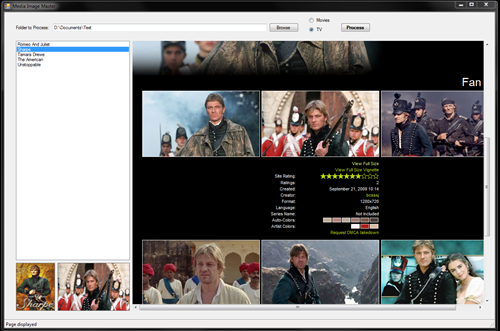 Media Image Master
Folder to Process: D:\Documents\Test
Browse
Movies
TV
Process
Romeo And Juliet
Sharpe
Tamara Drewe
The American
Unstoppable
Fan
View Full Size
View Full Size Vignette
Site Rating:
Ratings:
Created: September 21, 2009 10:14
Creator:
Format: 1280x720
Language: English
Series Name: Not Included
Auto-Colors:
Artist Colors:
Request DMCA takedown
Sharpe
Page displayed